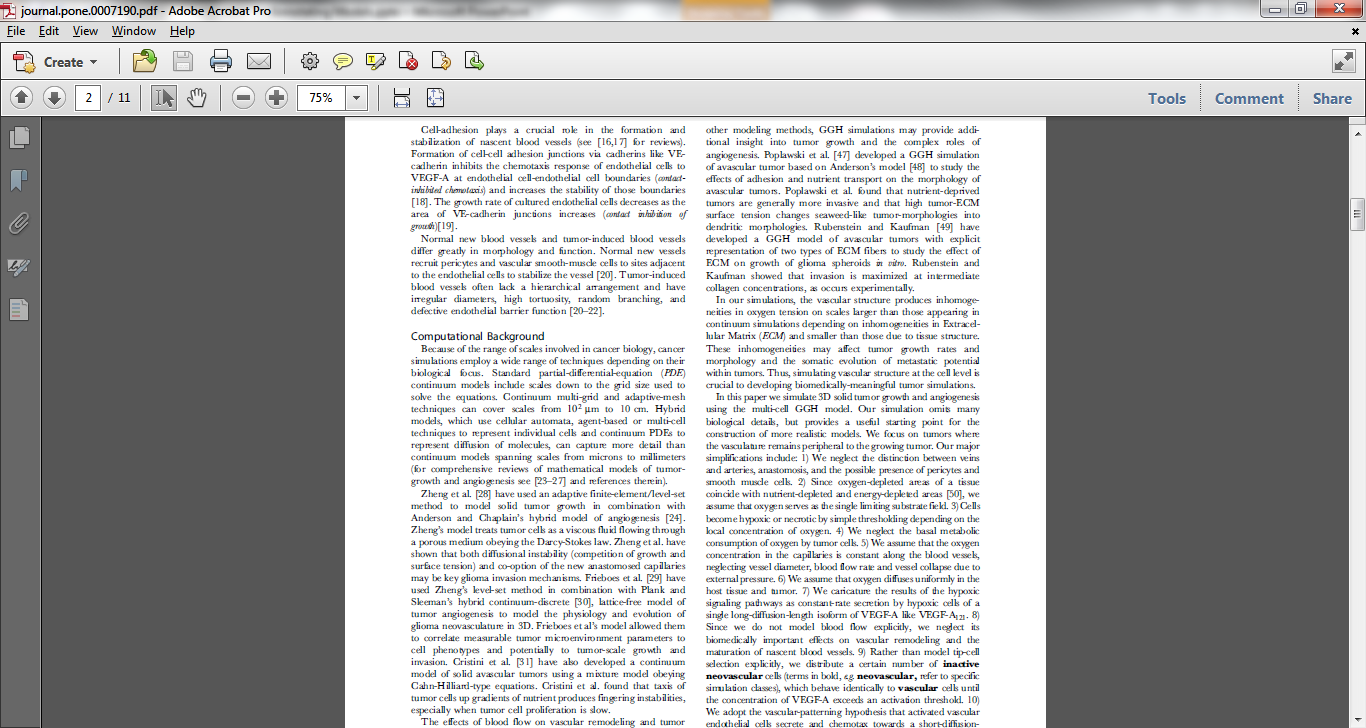 journal.pone.0007190.pdf - Adobe Acrobat Pro
File Edit View Window Help
Create
2 / 11
75%
Tools
Comment
Share
Cell-adhesion plays a crucial role in the formation and
stabilization of nascent blood vessels (see [16,17] for reviews).
Formation of cell-cell adhesion junctions via cadherins like VE-
cadherin inhibits the chemotaxis response of endothelial cells to
VEGF-A at endothelial cell-endothelial cell boundaries (contact-
inhibited chemotaxis) and increases the stability of those boundaries
[18]. The growth rate of cultured endothelial cells decreases as the
area of VE-cadherin junctions increases (contact inhibition of
growth)[19].
Normal new blood vessels and tumor-induced blood vessels
differ greatly in morphology and function. Normal new vessels
recruit pericytes and vascular smooth-muscle cells to sites adjacent
to the endothelial cells to stabilize the vessel [20]. Tumor-induced
blood vessels often lack a hierarchical arrangement and have
irregular diameters, high tortuosity, random branching, and
defective endothelial barrier function [20–22].
Computational Background
Because of the range of scales involved in cancer biology, cancer
simulations employ a wide range of techniques depending on their
biological focus. Standard partial-differential-equation (PDE)
continuum models include scales down to the grid size used to
solve the equations. Continuum multi-grid and adaptive-mesh
techniques can cover scales from 10² μm to 10 cm. Hybrid
models, which use cellular automata, agent-based or multi-cell
techniques to represent individual cells and continuum PDEs to
represent diffusion of molecules, can capture more detail than
continuum models spanning scales from microns to millimeters
(for comprehensive reviews of mathematical models of tumor-
growth and angiogenesis see [23–27] and references therein).
Zheng et al. [28] have used an adaptive finite-element/level-set
method to model solid tumor growth in combination with
Anderson and Chaplain's hybrid model of angiogenesis [24].
Zheng's model treats tumor cells as a viscous fluid flowing through
a porous medium obeying the Darcy-Stokes law. Zheng et al. have
shown that both diffusional instability (competition of growth and
surface tension) and co-option of the new anastomosed capillaries
may be key glioma invasion mechanisms. Frieboes et al. [29] have
used Zheng's level-set method in combination with Plank and
Sleeman's hybrid continuum-discrete [30], lattice-free model of
tumor angiogenesis to model the physiology and evolution of
glioma neovasculature in 3D. Frieboes et al's model allowed them
to correlate measurable tumor microenvironment parameters to
cell phenotypes and potentially to tumor-scale growth and
invasion. Cristini et al. [31] have also developed a continuum
model of solid avascular tumors using a mixture model obeying
Cahn-Hilliard-type equations. Cristini et al. found that taxis of
tumor cells up gradients of nutrient produces fingering instabilities,
especially when tumor cell proliferation is slow.
The effects of blood flow on vascular remodeling and tumor
other modeling methods, GGH simulations may provide addi-
tional insight into tumor growth and the complex roles of
angiogenesis. Poplawski et al. [47] developed a GGH simulation
of avascular tumor based on Anderson's model [48] to study the
effects of adhesion and nutrient transport on the morphology of
avascular tumors. Poplawski et al. found that nutrient-deprived
tumors are generally more invasive and that high tumor-ECM
surface tension changes seaweed-like tumor-morphologies into
dendritic morphologies. Rubenstein and Kaufman [49] have
developed a GGH model of avascular tumors with explicit
representation of two types of ECM fibers to study the effect of
ECM on growth of glioma spheroids in vitro. Rubenstein and
Kaufman showed that invasion is maximized at intermediate
collagen concentrations, as occurs experimentally.
In our simulations, the vascular structure produces inhomoge-
neities in oxygen tension on scales larger than those appearing in
continuum simulations depending on inhomogeneities in Extracel-
lular Matrix (ECM) and smaller than those due to tissue structure.
These inhomogeneities may affect tumor growth rates and
morphology and the somatic evolution of metastatic potential
within tumors. Thus, simulating vascular structure at the cell level is
crucial to developing biomedically-meaningful tumor simulations.
In this paper we simulate 3D solid tumor growth and angiogenesis
using the multi-cell GGH model. Our simulation omits many
biological details, but provides a useful starting point for the
construction of more realistic models. We focus on tumors where
the vasculature remains peripheral to the growing tumor. Our major
simplifications include: 1) We neglect the distinction between veins
and arteries, anastomosis, and the possible presence of pericytes and
smooth muscle cells. 2) Since oxygen-depleted areas of a tissue
coincide with nutrient-depleted and energy-depleted areas [50], we
assume that oxygen serves as the single limiting substrate field. 3) Cells
become hypoxic or necrotic by simple thresholding depending on the
local concentration of oxygen. 4) We neglect the basal metabolic
consumption of oxygen by tumor cells. 5) We assume that the oxygen
concentration in the capillaries is constant along the blood vessels,
neglecting vessel diameter, blood flow rate and vessel collapse due to
external pressure. 6) We assume that oxygen diffuses uniformly in the
host tissue and tumor. 7) We caricature the results of the hypoxic
signaling pathways as constant-rate secretion by hypoxic cells of a
single long-diffusion-length isoform of VEGF-A like VEGF-A₁₂₁. 8)
Since we do not model blood flow explicitly, we neglect its
biomedically important effects on vascular remodeling and the
maturation of nascent blood vessels. 9) Rather than model tip-cell
selection explicitly, we distribute a certain number of inactive
neovascular cells (terms in bold, e.g. neovascular, refer to specific
simulation classes), which behave identically to vascular cells until
the concentration of VEGF-A exceeds an activation threshold. 10)
We adopt the vascular-patterning hypothesis that activated vascular
endothelial cells secrete and chemotax towards a short-diffusion-